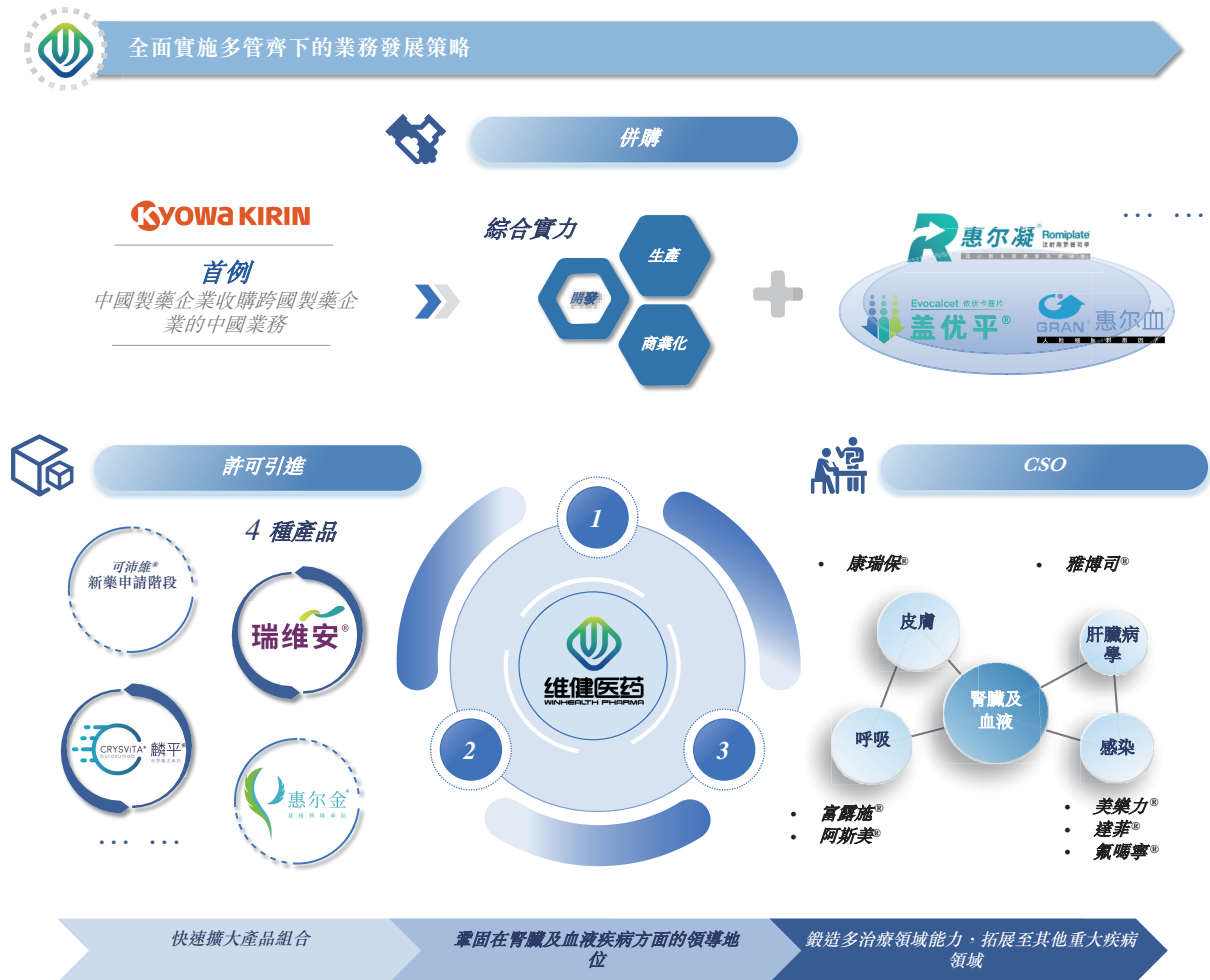 全面實施多管齊下的業務發展策略
併購
KYOWA KIRIN
首例
中國製藥企業收購跨國製藥企
業的中國業務
綜合實力
生產
開發
商業化
... ...
惠尔凝® Romiplate®
注射用罗普司亭
Evocalcet 依伏卡塞片
盖优平®
GRAN® 惠尔血®
許可引進
4 種產品
可沛維®
新藥申請階段
瑞维安®
CRYSVITA® 麟平®
burosumab
惠尔金®
... ...
1
2
3
维健医药
WINHEALTH PHARMA
CSO
• 康瑞保®
• 雅博司®
皮膚
肝臟病
學
腎臟及
血液
呼吸
感染
• 富露施®
• 阿斯美®
• 美樂力®
• 達菲®
• 氟嗎寧®
快速擴大產品組合
鞏固在腎臟及血液疾病方面的領導地
位
鍛造多治療領域能力，拓展至其他重大疾病
領域